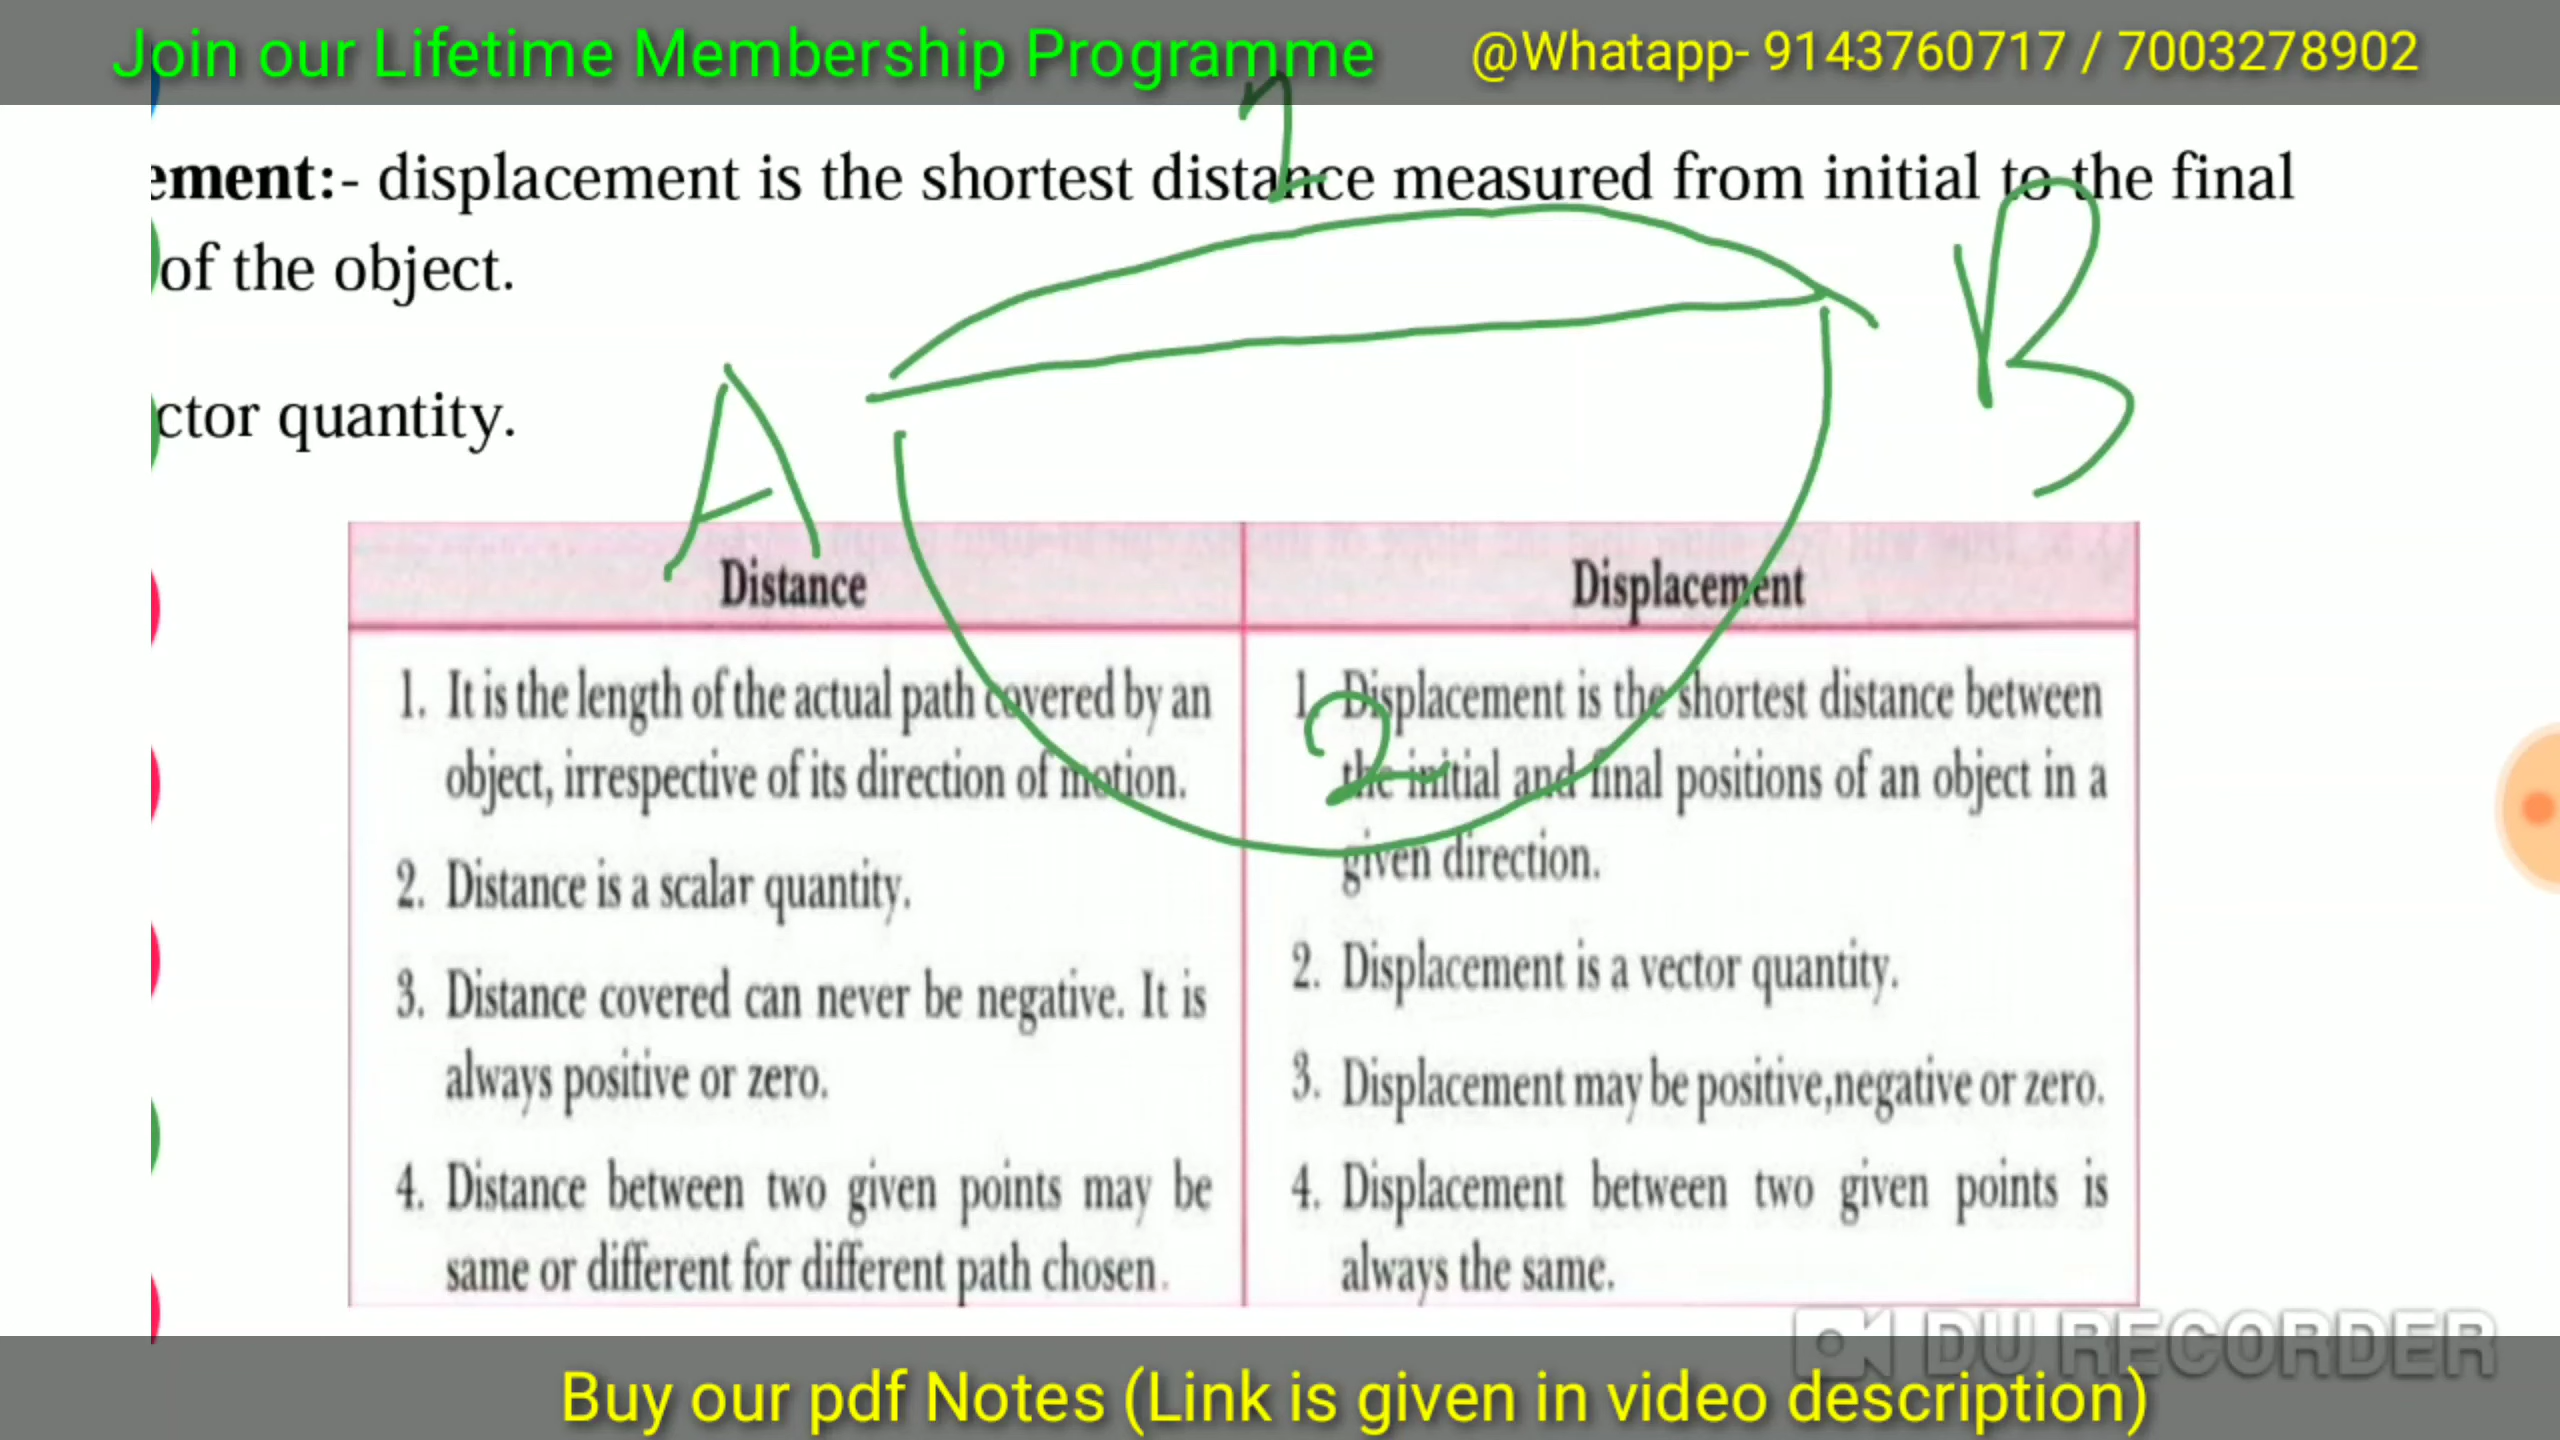 Join our Lifetime Membership Programme @Whatapp- 9143760717 / 7003278902
1
ement:- displacement is the shortest distance measured from initial to the final
of the object.
ctor quantity.
A
B
Distance
1. It is the length of the actual path covered by an
object, irrespective of its direction of motion.
2. Distance is a scalar quantity.
3. Distance covered can never be negative. It is
always positive or zero.
4. Distance between two given points may be
same or different for different path chosen.
Displacement
1. Displacement is the shortest distance between
the initial and final positions of an object in a
given direction.
2
2. Displacement is a vector quantity.
3. Displacement may be positive,negative or zero.
4. Displacement between two given points is
always the same.
DU RECORDER
Buy our pdf Notes (Link is given in video description)